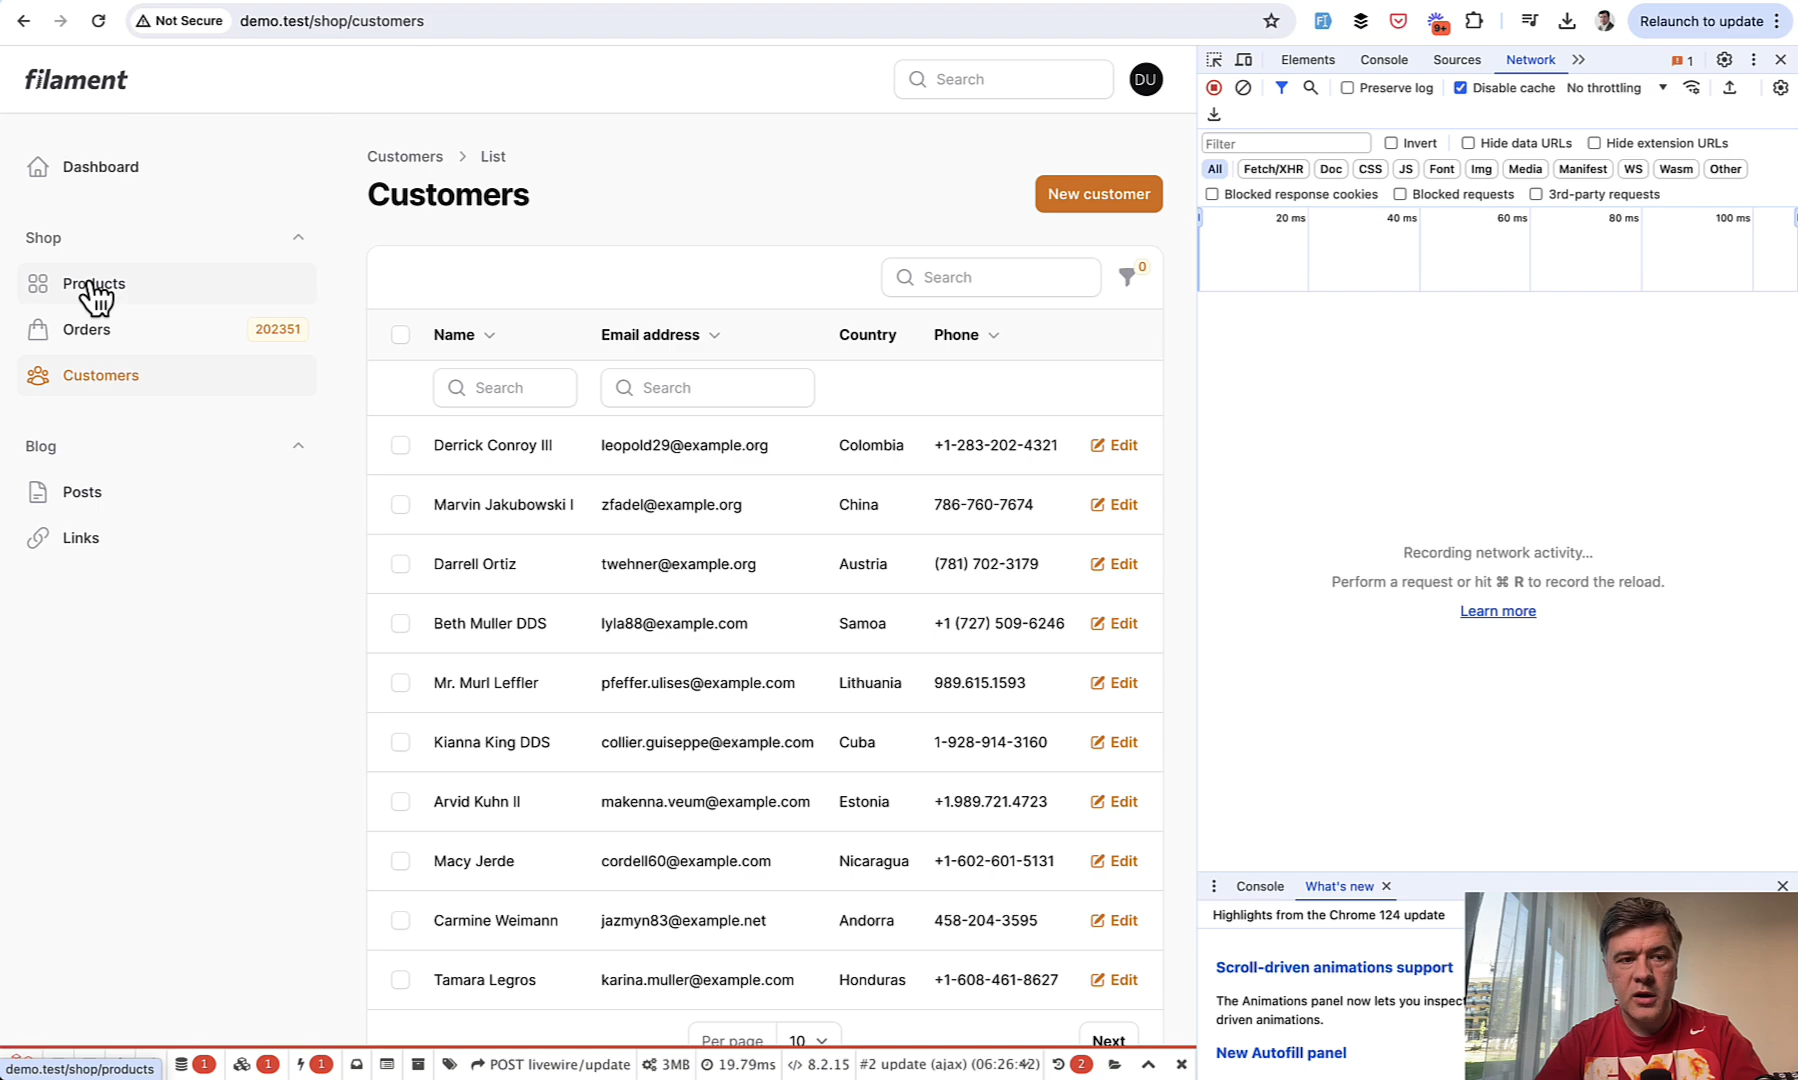 Not Secure demo.test/shop/customers
9+
Relaunch to update
filament
Search
DU
Dashboard
Shop
Products
Orders 202351
Customers
Blog
Posts
Links
Customers List
Customers
New customer
Search 0
Name Email address Country Phone
Search Search
Derrick Conroy III leopold29@example.org Colombia +1-283-202-4321 Edit
Marvin Jakubowski I zfadel@example.org China 786-760-7674 Edit
Darrell Ortiz twehner@example.org Austria (781) 702-3179 Edit
Beth Muller DDS lyla88@example.com Samoa +1 (727) 509-6246 Edit
Mr. Murl Leffler pfeffer.ulises@example.com Lithuania 989.615.1593 Edit
Kianna King DDS collier.guiseppe@example.com Cuba 1-928-914-3160 Edit
Arvid Kuhn II makenna.veum@example.com Estonia +1.989.721.4723 Edit
Macy Jerde cordell60@example.com Nicaragua +1-602-601-5131 Edit
Carmine Weimann jazmyn83@example.net Andorra 458-204-3595 Edit
Tamara Legros karina.muller@example.com Honduras +1-608-461-8627 Edit
Per page 10 Next
demo.test/shop/products
1 1 1 POST livewire/update 3MB 19.79ms 8.2.15 #2 update (ajax) (06:26:42) 2
Elements Console Sources Network 1
Preserve log Disable cache No throttling
Filter Invert Hide data URLs Hide extension URLs
All Fetch/XHR Doc CSS JS Font Img Media Manifest WS Wasm Other
Blocked response cookies Blocked requests 3rd-party requests
20 ms 40 ms 60 ms 80 ms 100 ms
Recording network activity...
Perform a request or hit ⌘ R to record the reload.
Learn more
Console What's new
Highlights from the Chrome 124 update
Scroll-driven animations support
The Animations panel now lets you inspect
driven animations.
New Autofill panel